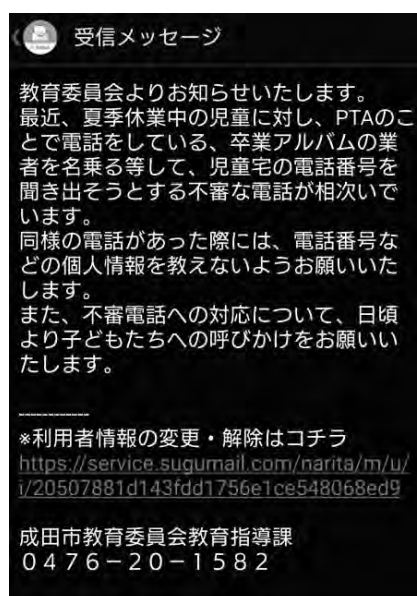 受信メッセージ
教育委員会よりお知らせいたします。
最近、夏季休業中の児童に対し、PTAのこ
とで電話をしている、卒業アルバムの業
者を名乗る等して、児童宅の電話番号を
聞き出そうとする不審な電話が相次いで
います。
同様の電話があった際には、電話番号な
どの個人情報を教えないようお願いいた
します。
また、不審電話への対応について、日頃
より子どもたちへの呼びかけをお願いい
たします。
------------
※利用者情報の変更・解除はコチラ
https://service.sugumail.com/narita/m/u/
i/20507881d143fdd1756e1ce548068ed9
成田市教育委員会教育指導課
０４７６－２０－１５８２